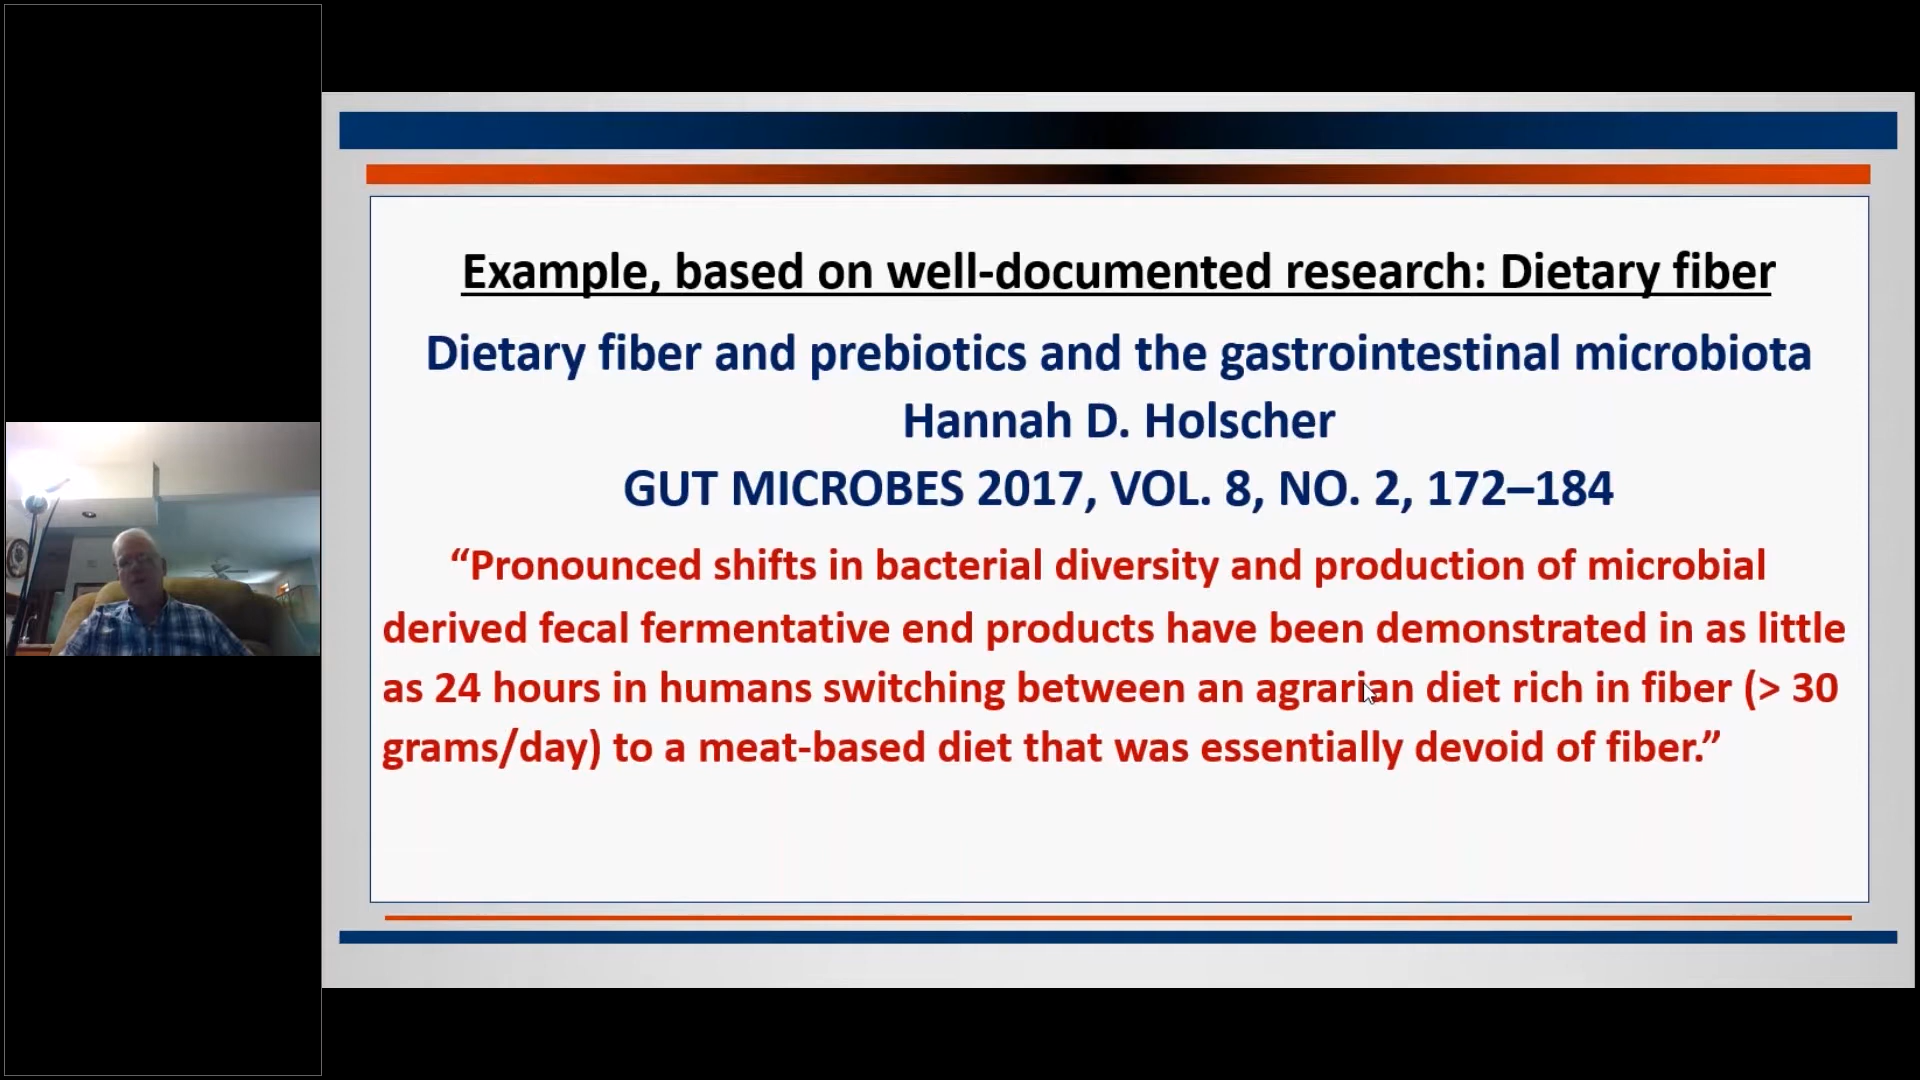 Example, based on well-documented research: Dietary fiber
Dietary fiber and prebiotics and the gastrointestinal microbiota
Hannah D. Holscher
GUT MICROBES 2017, VOL. 8, NO. 2, 172–184
“Pronounced shifts in bacterial diversity and production of microbial
derived fecal fermentative end products have been demonstrated in as little
as 24 hours in humans switching between an agrarian diet rich in fiber (> 30
grams/day) to a meat-based diet that was essentially devoid of fiber.”